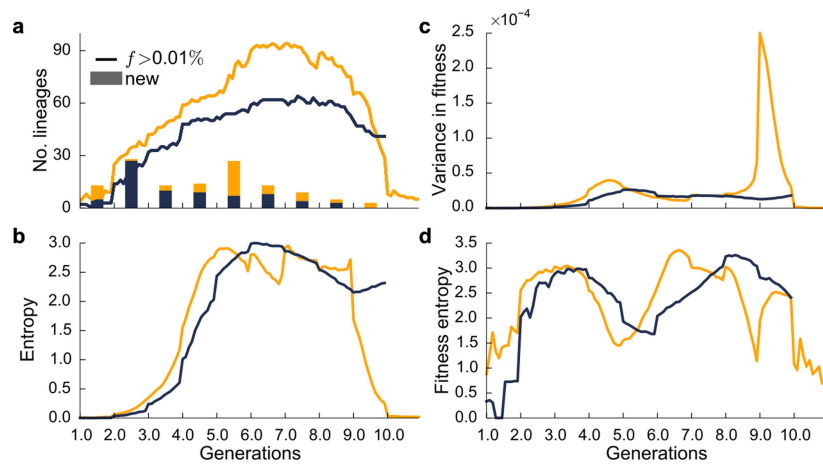 a
No. lineages
90
60
30
0
f>0.01%
new
b
Entropy
3.0
2.5
2.0
1.5
1.0
0.5
0.0
1.0 2.0 3.0 4.0 5.0 6.0 7.0 8.0 9.0 10.0
Generations
c
×10⁻⁴
Variance in fitness
2.5
2.0
1.5
1.0
0.5
0.0
d
Fitness entropy
3.5
3.0
2.5
2.0
1.5
1.0
0.5
0.0
1.0 2.0 3.0 4.0 5.0 6.0 7.0 8.0 9.0 10.0
Generations